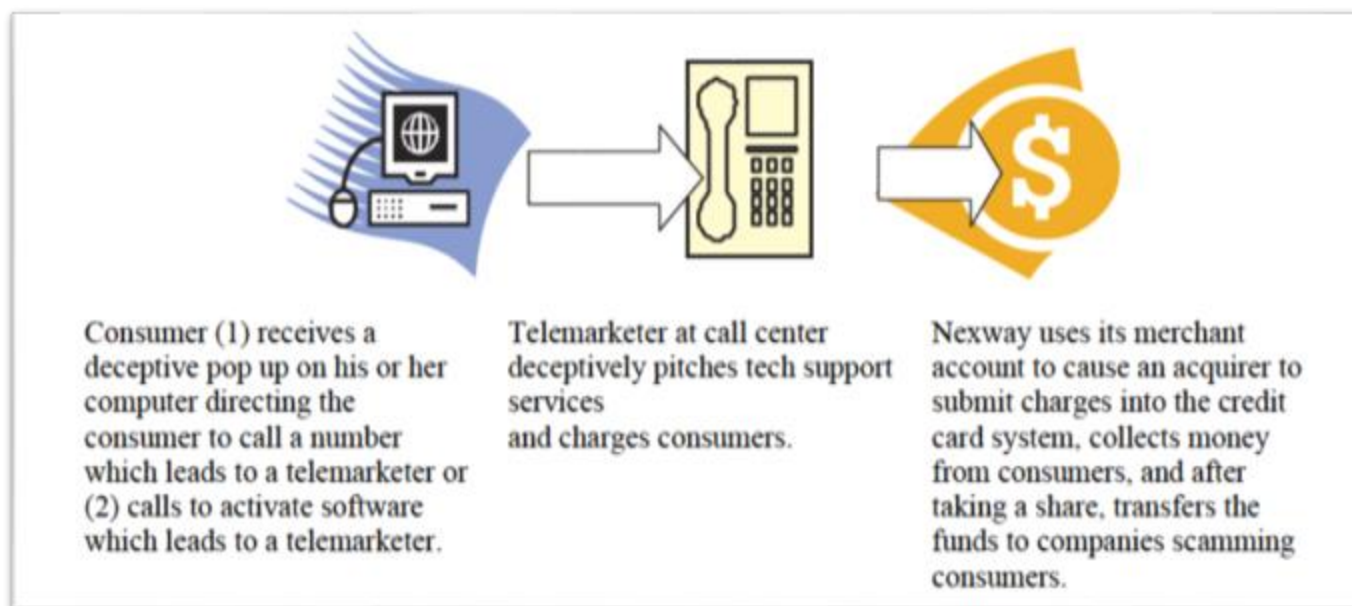 $
Consumer (1) receives a
deceptive pop up on his or her
computer directing the
consumer to call a number
which leads to a telemarketer or
(2) calls to activate software
which leads to a telemarketer.
Telemarketer at call center
deceptively pitches tech support
services
and charges consumers.
Nexway uses its merchant
account to cause an acquirer to
submit charges into the credit
card system, collects money
from consumers, and after
taking a share, transfers the
funds to companies scamming
consumers.